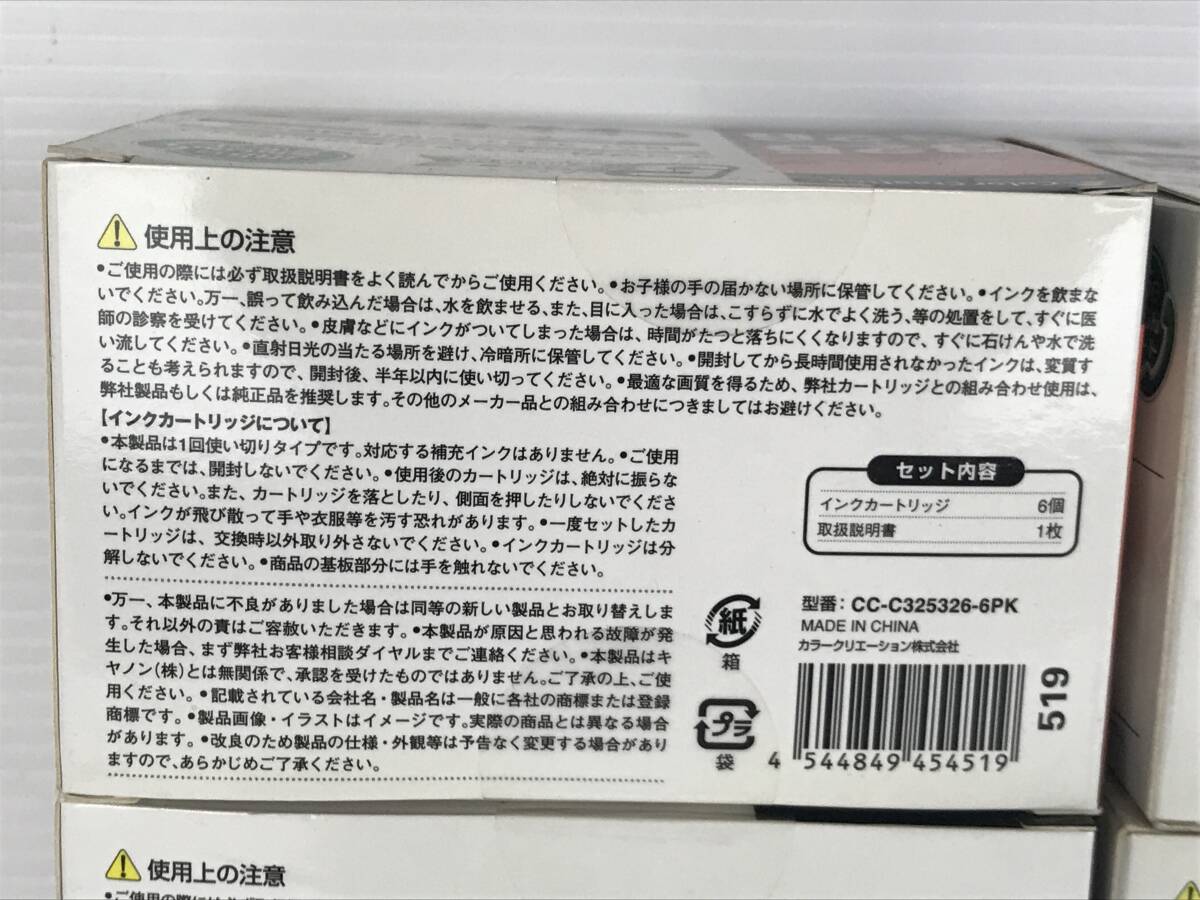 使用上の注意
•ご使用の際には必ず取扱説明書をよく読んでからご使用ください。•お子様の手の届かない場所に保管してください。•インクを飲まな
いでください。万一、誤って飲み込んだ場合は、水を飲ませる、また、目に入った場合は、こすらずに水でよく洗う、等の処置をして、すぐに医
師の診察を受けてください。•皮膚などにインクがついてしまった場合は、時間がたつと落ちにくくなりますので、すぐに石けんや水で洗
い流してください。•直射日光の当たる場所を避け、冷暗所に保管してください。•開封してから長時間使用されなかったインクは、変質す
ることも考えられますので、開封後、半年以内に使い切ってください。•最適な画質を得るため、弊社カートリッジとの組み合わせ使用は、
弊社製品もしくは純正品を推奨します。その他のメーカー品との組み合わせにつきましてはお避けください。
【インクカートリッジについて】
•本製品は1回使い切りタイプです。対応する補充インクはありません。•ご使用
になるまでは、開封しないでください。•使用後のカートリッジは、絶対に振らな
いでください。また、カートリッジを落としたり、側面を押したりしないでくださ
い。インクが飛び散って手や衣服等を汚す恐れがあります。•一度セットしたカ
ートリッジは、交換時以外取り外さないでください。•インクカートリッジは分
解しないでください。•商品の基板部分には手を触れないでください。
•万一、本製品に不良がありました場合は同等の新しい製品とお取り替えしま
す。それ以外の責はご容赦いただきます。•本製品が原因と思われる故障が発
生した場合、まず弊社お客様相談ダイヤルまでご連絡ください。•本製品はキ
ヤノン(株)とは無関係で、承認を受けたものではありません。ご了承の上、ご使
用ください。•記載されている会社名・製品名は一般に各社の商標または登録
商標です。•製品画像・イラストはイメージです。実際の商品とは異なる場合
があります。•改良のため製品の仕様・外観等は予告なく変更する場合があり
ますので、あらかじめご了承ください。
セット内容
インクカートリッジ 6個
取扱説明書 1枚
紙
箱
プラ
袋
型番：CC-C325326-6PK
MADE IN CHINA
カラークリエーション株式会社
4 544849 454519
519
使用上の注意